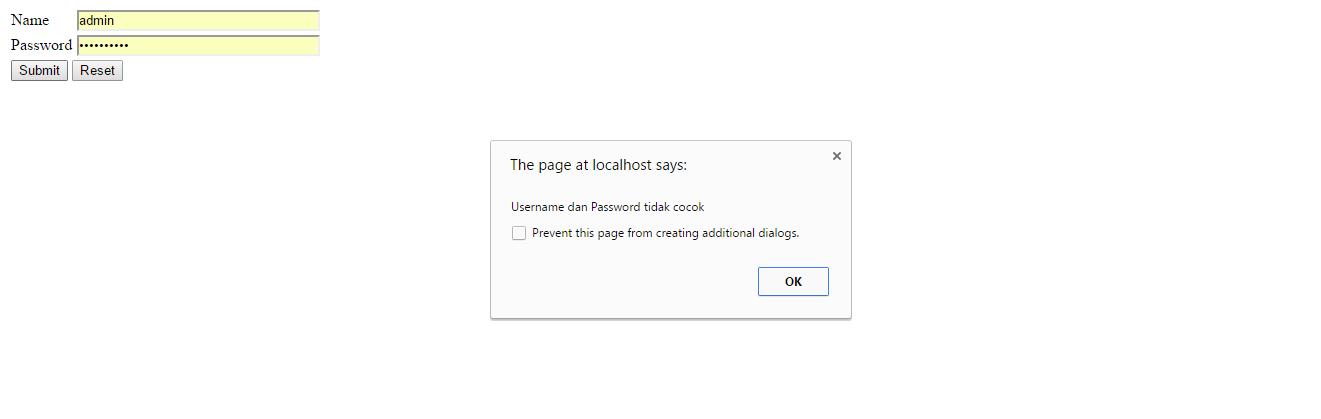 Name admin
Password ••••••••••
Submit Reset
The page at localhost says:
Username dan Password tidak cocok
Prevent this page from creating additional dialogs.
OK